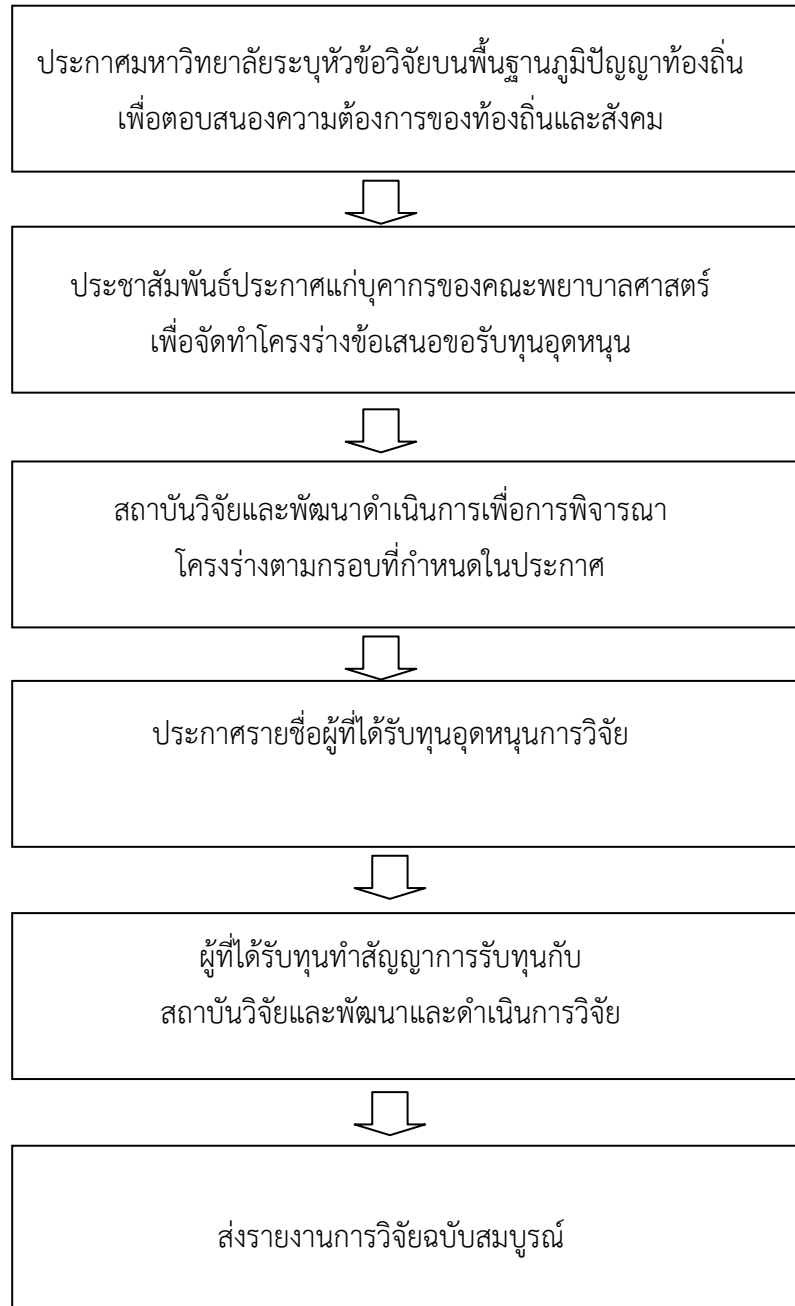 ประกาศมหาวิทยาลัยระบุหัวข้อวิจัยบนพื้นฐานภูมิปัญญาท้องถิ่น
เพื่อตอบสนองความต้องการของท้องถิ่นและสังคม
ประชาสัมพันธ์ประกาศแก่บุคากรของคณะพยาบาลศาสตร์
เพื่อจัดทำโครงร่างข้อเสนอขอรับทุนอุดหนุน
สถาบันวิจัยและพัฒนาดำเนินการเพื่อการพิจารณา
โครงร่างตามกรอบที่กำหนดในประกาศ
ประกาศรายชื่อผู้ที่ได้รับทุนอุดหนุนการวิจัย
ผู้ที่ได้รับทุนทำสัญญาการรับทุนกับ
สถาบันวิจัยและพัฒนาและดำเนินการวิจัย
ส่งรายงานการวิจัยฉบับสมบูรณ์